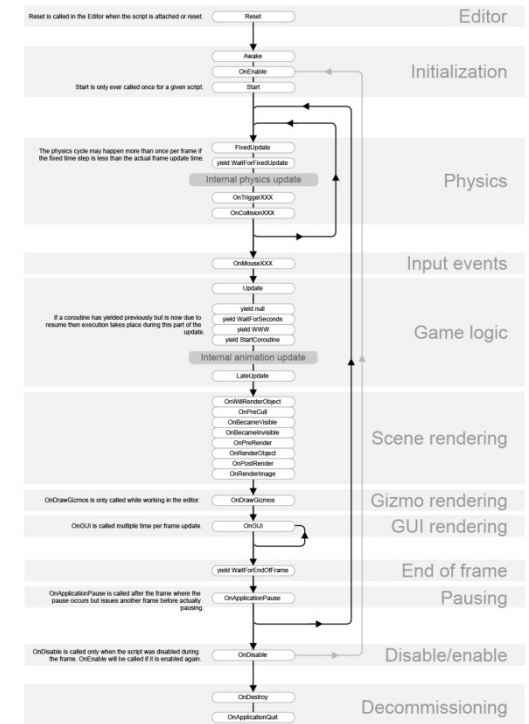 Reset is called in the Editor when the script is attached or reset.
Reset
Editor
Awake
OnEnable
Initialization
Start is only ever called once for a given script.
Start
The physics cycle may happen more than once per frame if
the fixed time step is less than the actual frame update time.
FixedUpdate
yield WaitForFixedUpdate
Internal physics update
Physics
OnTriggerXXX
OnCollisionXXX
OnMouseXXX
Input events
Update
If a coroutine has yielded previously but is now due to
resume then execution takes place during this part of the
update.
yield null
yield WaitForSeconds
yield WWW
yield StartCoroutine
Game logic
Internal animation update
LateUpdate
OnWillRenderObject
OnPreCull
OnBecameVisible
OnBecameInvisible
OnPreRender
OnRenderObject
OnPostRender
OnRenderImage
Scene rendering
OnDrawGizmos is only called while working in the editor.
OnDrawGizmos
Gizmo rendering
OnGUI is called multiple time per frame update.
OnGUI
GUI rendering
yield WaitForEndOfFrame
End of frame
OnApplicationPause is called after the frame where the
pause occurs but issues another frame before actually
pausing.
OnApplicationPause
Pausing
OnDisable is called only when the script was disabled during
the frame. OnEnable will be called if it is enabled again.
OnDisable
Disable/enable
OnDestroy
OnApplicationQuit
Decommissioning